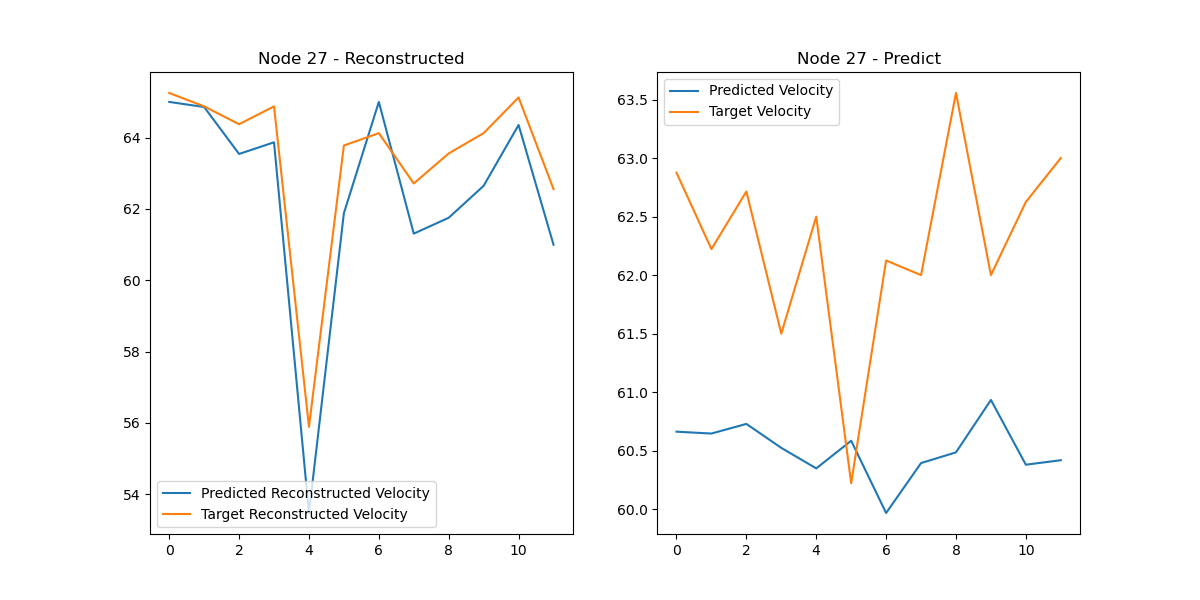 Node 27 - Reconstructed
64
62
60
58
56
54
0 2 4 6 8 10
Predicted Reconstructed Velocity
Target Reconstructed Velocity
Node 27 - Predict
Predicted Velocity
Target Velocity
63.5
63.0
62.5
62.0
61.5
61.0
60.5
60.0
0 2 4 6 8 10